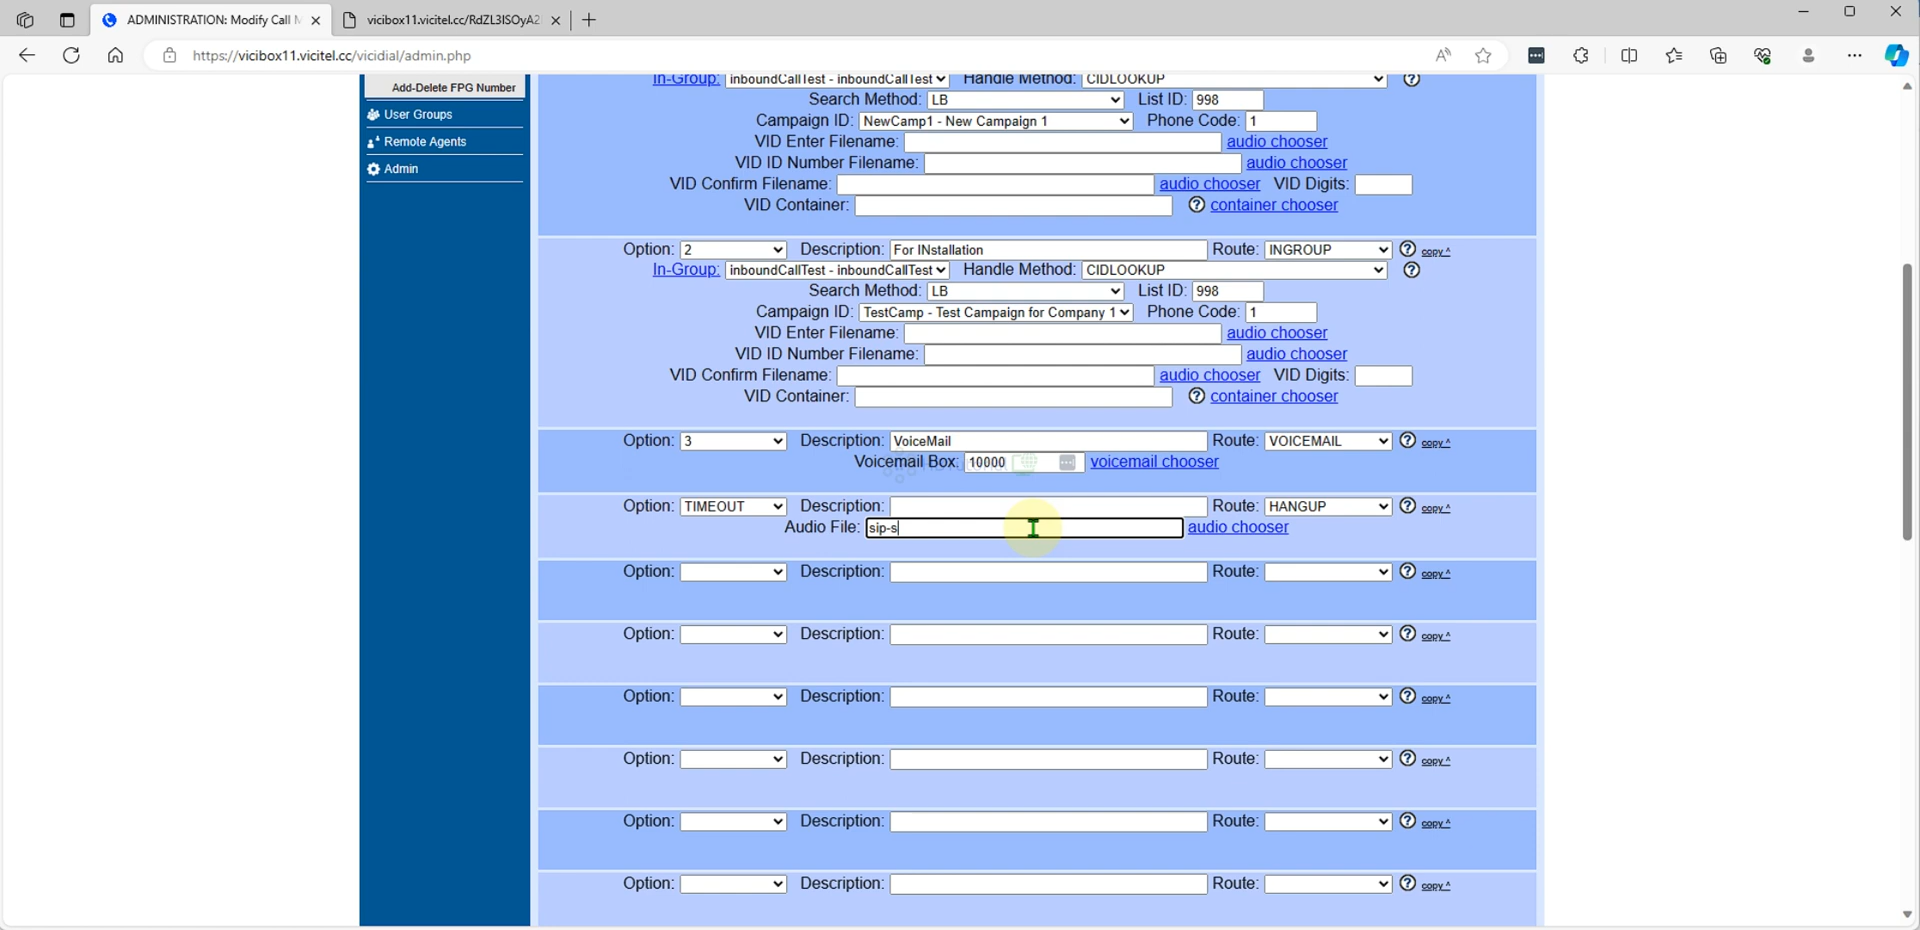 ADMINISTRATION: Modify Call M
vicibox11.vicitel.cc/RdZL3ISOyA2
https://vicibox11.vicitel.cc/vicidial/admin.php
Add-Delete FPG Number
User Groups
Remote Agents
Admin
In-Group: inboundCallTest - inboundCallTest Handle Method: CIDLOOKUP
Search Method: LB List ID: 998
Campaign ID: NewCamp1 - New Campaign 1 Phone Code: 1
VID Enter Filename: audio chooser
VID ID Number Filename: audio chooser
VID Confirm Filename: audio chooser VID Digits:
VID Container: container chooser
Option: 2 Description: For INstallation Route: INGROUP copy ^
In-Group: inboundCallTest - inboundCallTest Handle Method: CIDLOOKUP
Search Method: LB List ID: 998
Campaign ID: TestCamp - Test Campaign for Company 1 Phone Code: 1
VID Enter Filename: audio chooser
VID ID Number Filename: audio chooser
VID Confirm Filename: audio chooser VID Digits:
VID Container: container chooser
Option: 3 Description: VoiceMail Route: VOICEMAIL copy ^
Voicemail Box: 10000 voicemail chooser
Option: TIMEOUT Description: Route: HANGUP copy ^
Audio File: sip-s audio chooser
Option: Description: Route: copy ^
Option: Description: Route: copy ^
Option: Description: Route: copy ^
Option: Description: Route: copy ^
Option: Description: Route: copy ^
Option: Description: Route: copy ^